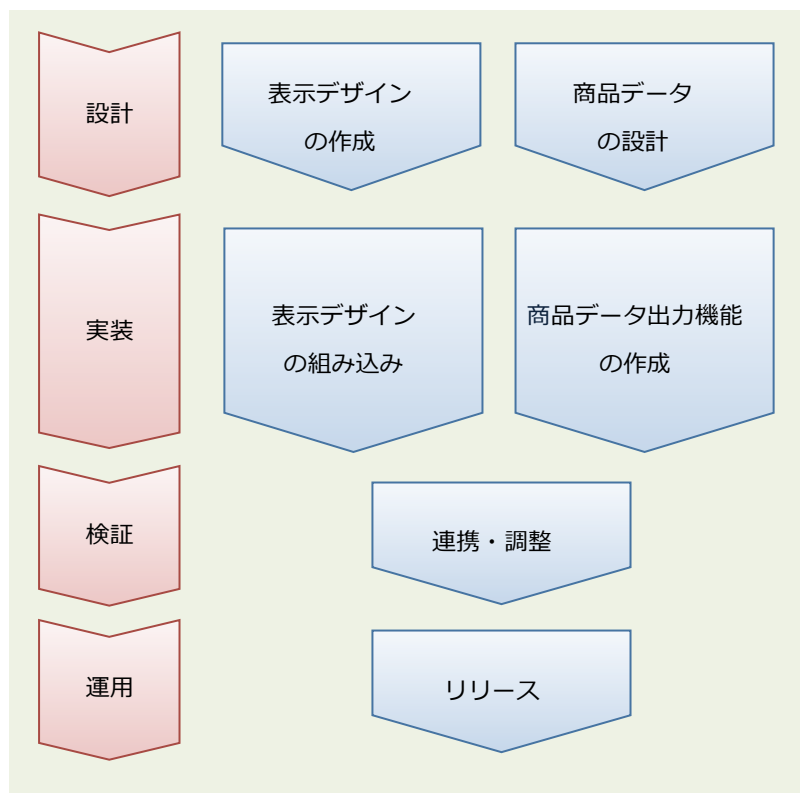 設計
表示デザイン
の作成
商品データ
の設計
実装
表示デザイン
の組み込み
商品データ出力機能
の作成
検証
連携・調整
運用
リリース